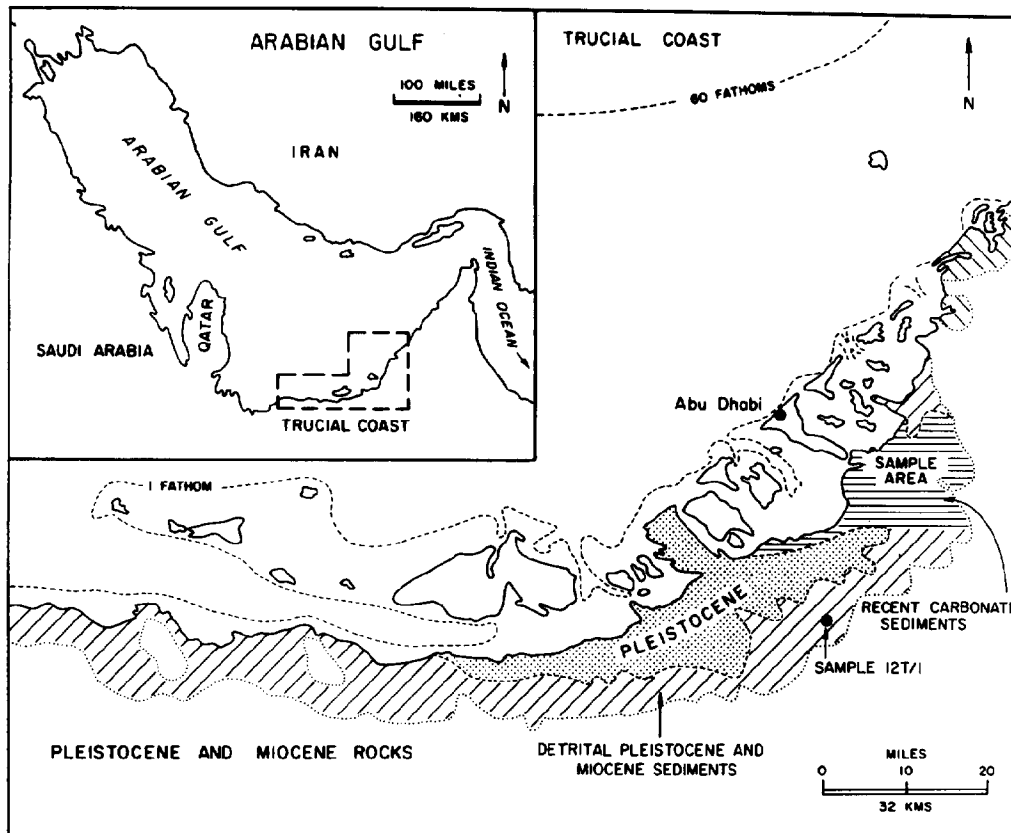 ARABIAN GULF
100 MILES
160 KMS
N
IRAN
ARABIAN GULF
INDIAN OCEAN
QATAR
SAUDI ARABIA
TRUCIAL COAST
TRUCIAL COAST
60 FATHOMS
N
Abu Dhabi
SAMPLE
AREA
1 FATHOM
PLEISTOCENE
RECENT CARBONATE
SEDIMENTS
SAMPLE 12T/1
PLEISTOCENE AND MIOCENE ROCKS
DETRITAL PLEISTOCENE AND
MIOCENE SEDIMENTS
MILES
0 10 20
32 KMS